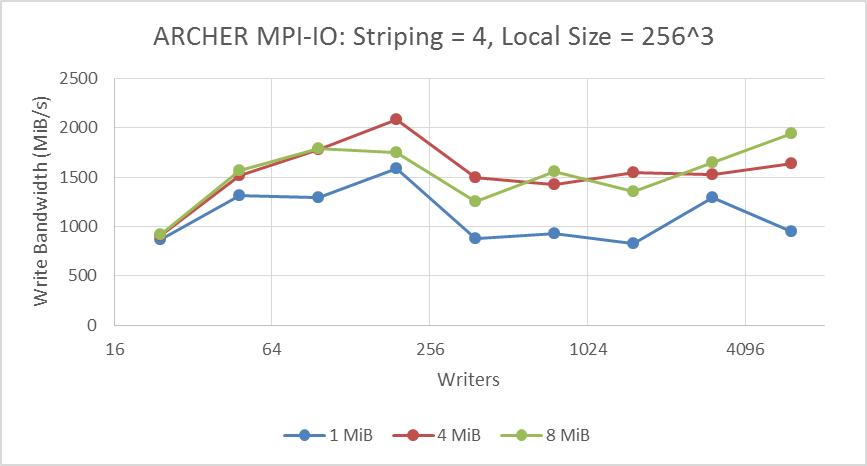 ARCHER MPI-IO: Striping = 4, Local Size = 256^3
Write Bandwidth (MiB/s)
2500
2000
1500
1000
500
0
16 64 256 1024 4096
Writers
1 MiB 4 MiB 8 MiB